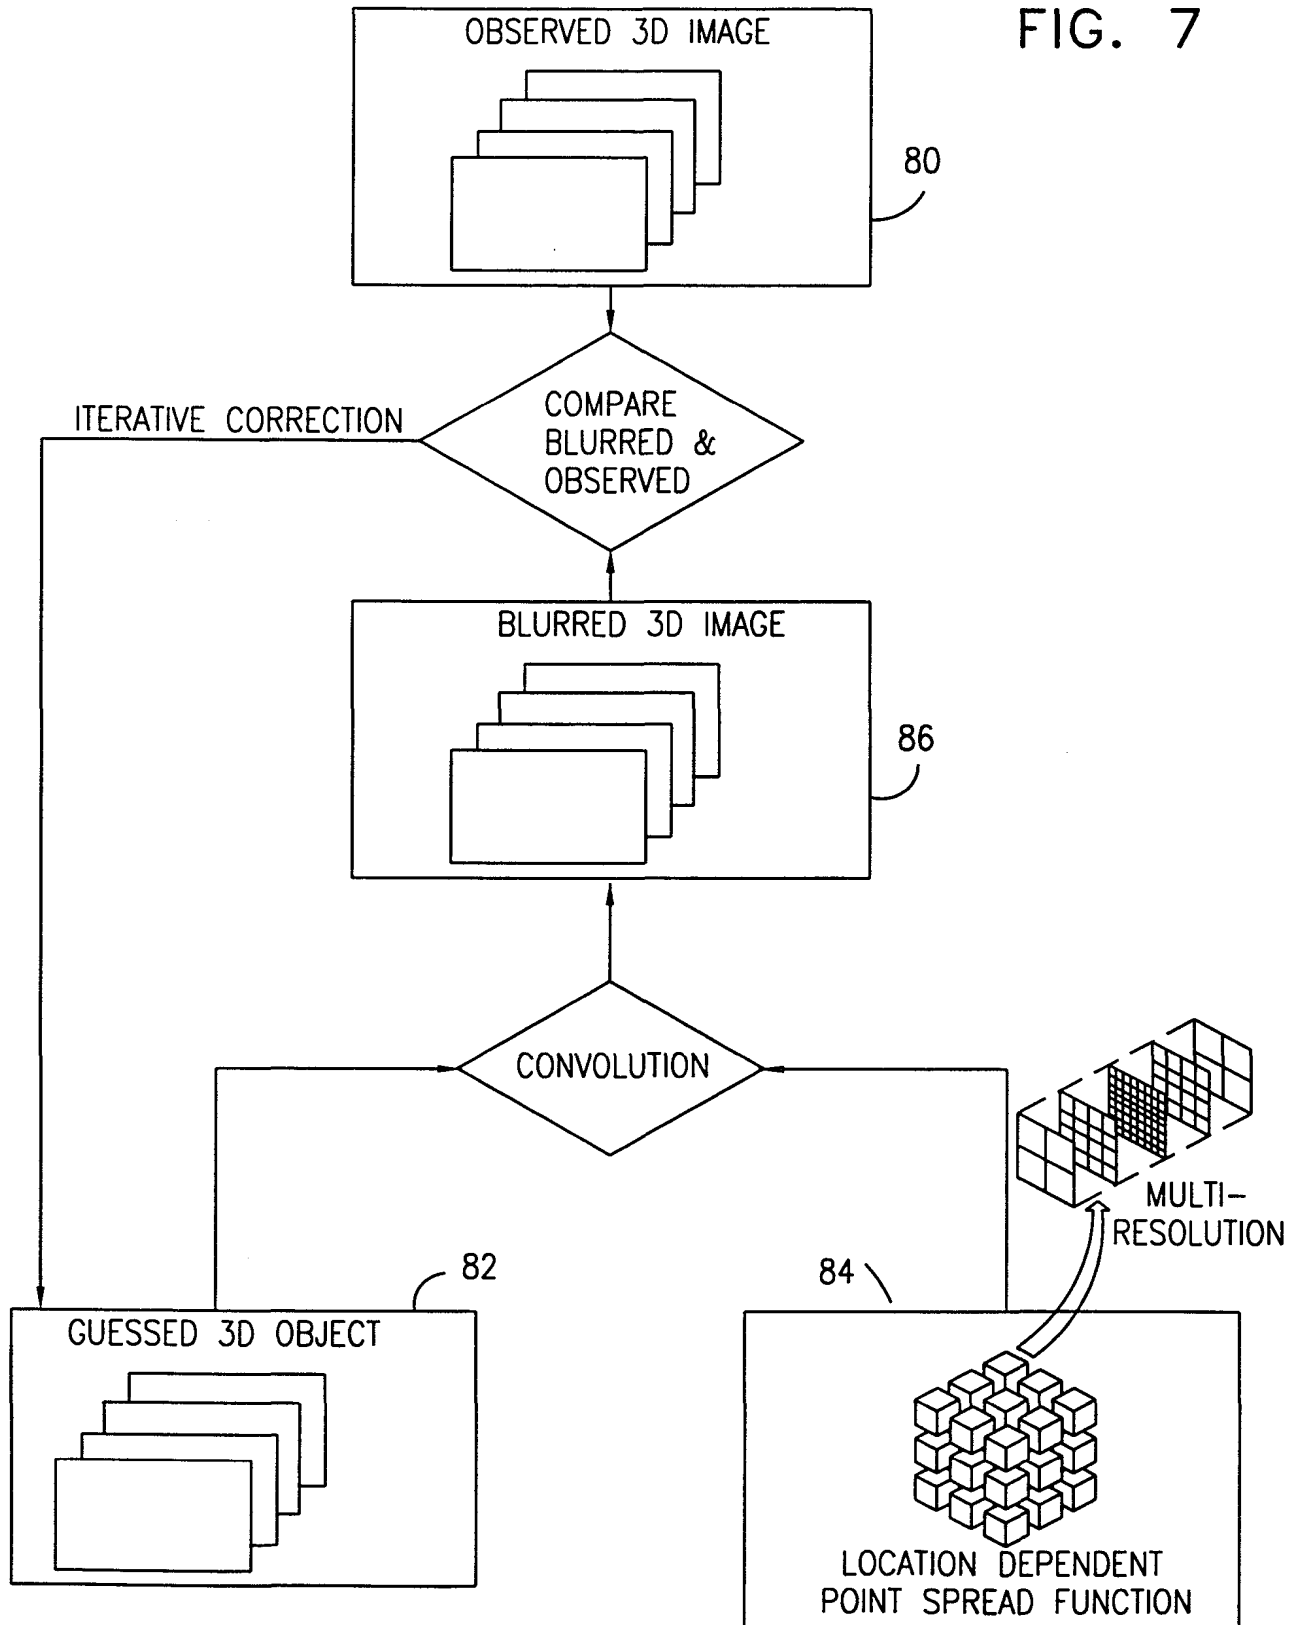 FIG. 7
OBSERVED 3D IMAGE
80
ITERATIVE CORRECTION
COMPARE
BLURRED &
OBSERVED
BLURRED 3D IMAGE
86
CONVOLUTION
MULTI-
RESOLUTION
82
84
GUESSED 3D OBJECT
LOCATION DEPENDENT
POINT SPREAD FUNCTION